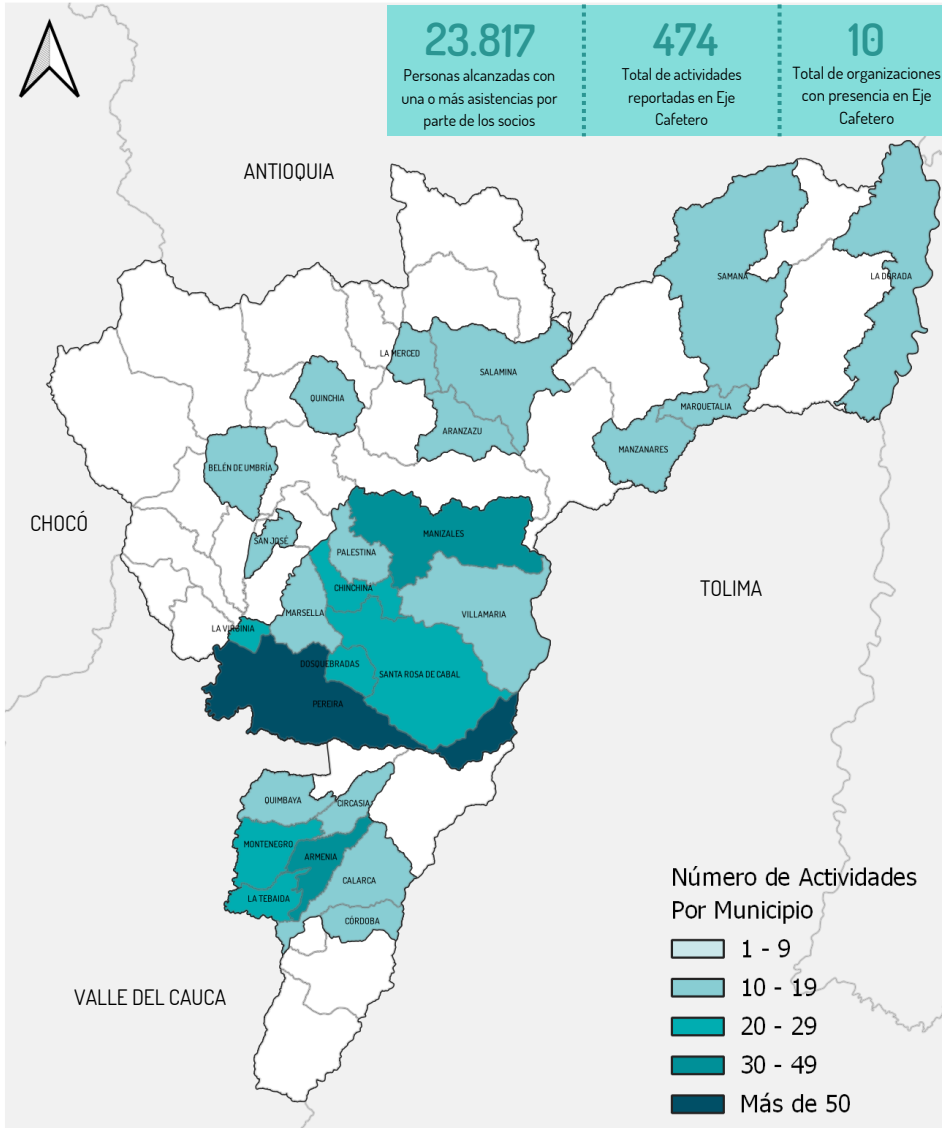 23.817
Personas alcanzadas con
una o más asistencias por
parte de los socios
474
Total de actividades
reportadas en Eje
Cafetero
10
Total de organizaciones
con presencia en Eje
Cafetero
ANTIOQUIA
SAMANÁ
LA DORADA
LA MERCED
SALAMINA
QUINCHIA
MARQUETALIA
ARANZAZU
MANZANARES
BELÉN DE UMBRÍA
CHOCÓ
MANIZALES
SAN JOSÉ
PALESTINA
TOLIMA
CHINCHINÁ
MARSELLA
VILLAMARIA
LA VIRGINIA
DOSQUEBRADAS
SANTA ROSA DE CABAL
PEREIRA
QUIMBAYA
CIRCASIA
MONTENEGRO
ARMENIA
CALARCA
LA TEBAIDA
CÓRDOBA
VALLE DEL CAUCA
Número de Actividades
Por Municipio
1 - 9
10 - 19
20 - 29
30 - 49
Más de 50